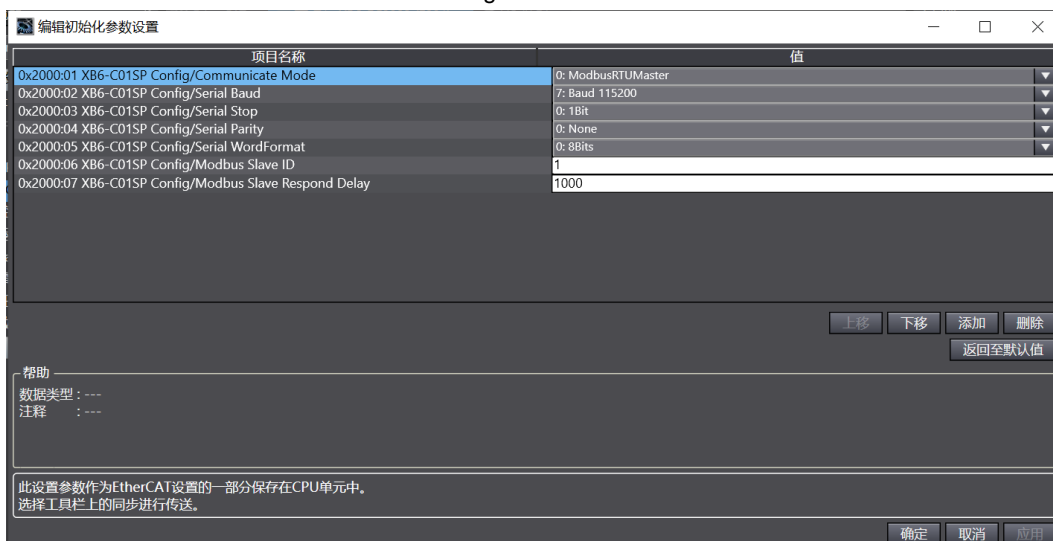 编辑初始化参数设置
项目名称 值
0x2000:01 XB6-C01SP Config/Communicate Mode 0: ModbusRTUMaster
0x2000:02 XB6-C01SP Config/Serial Baud 7: Baud 115200
0x2000:03 XB6-C01SP Config/Serial Stop 0: 1Bit
0x2000:04 XB6-C01SP Config/Serial Parity 0: None
0x2000:05 XB6-C01SP Config/Serial WordFormat 0: 8Bits
0x2000:06 XB6-C01SP Config/Modbus Slave ID 1
0x2000:07 XB6-C01SP Config/Modbus Slave Respond Delay 1000
上移 下移 添加 删除
返回至默认值
帮助
数据类型 : ---
注释 : ---
此设置参数作为EtherCAT设置的一部分保存在CPU单元中。
选择工具栏上的同步进行传送。
确定 取消 应用